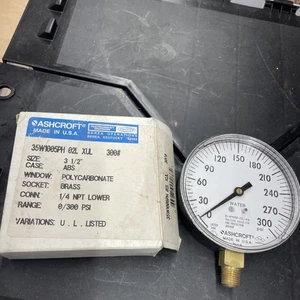 ASHCROFT®
MADE IN U.S.A.
35W1005PH 02L XUL 300#
SIZE: 3 1/2"
CASE: ABS
WINDOW: POLYCARBONATE
SOCKET: BRASS
CONN: 1/4 NPT LOWER
RANGE: 0/300 PSI
VARIATIONS: U.L. LISTED
0
30
60
90
120
150
180
210
240
270
300
psi
WATER
MADE IN U.S.A.